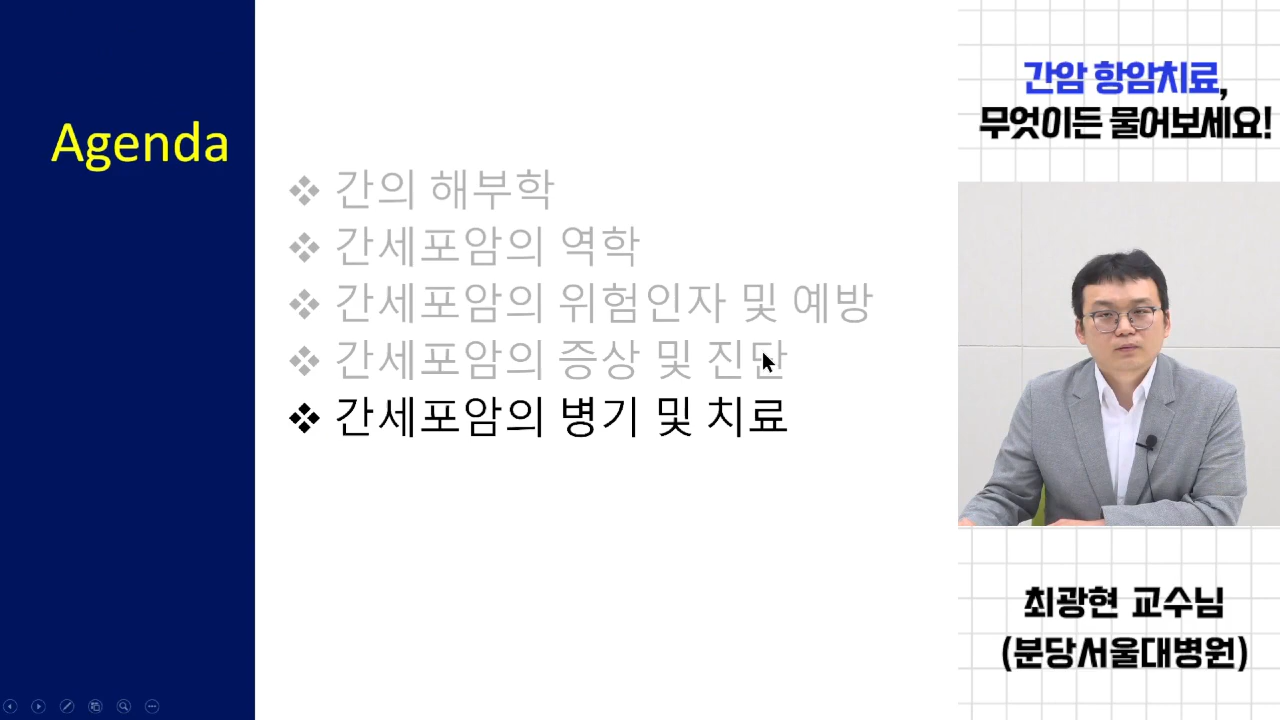 Agenda
❖ 간의 해부학
❖ 간세포암의 역학
❖ 간세포암의 위험인자 및 예방
❖ 간세포암의 증상 및 진단
❖ 간세포암의 병기 및 치료
간암 항암치료,
무엇이든 물어보세요!
최광현 교수님
(분당서울대병원)